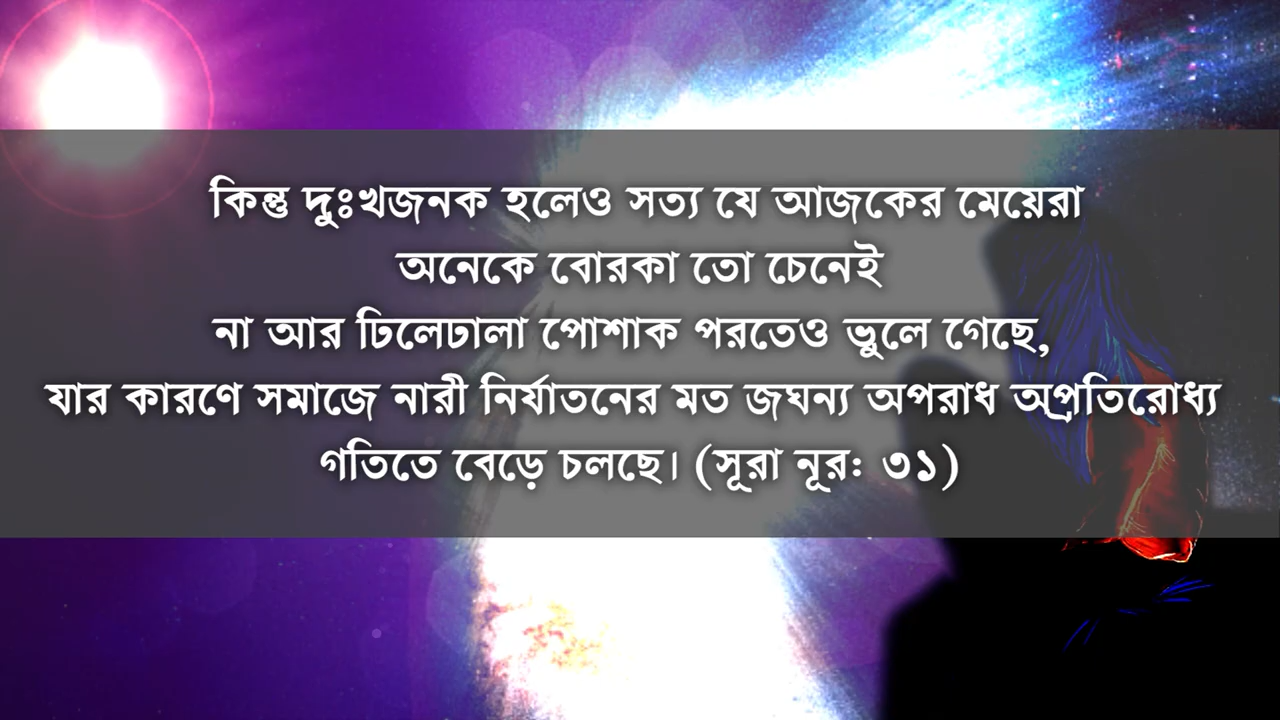 কিন্তু দুঃখজনক হলেও সত্য যে আজকের মেয়েরা
অনেকে বোরকা তো চেনেই
না আর ঢিলেঢালা পোশাক পরতেও ভুলে গেছে,
যার কারণে সমাজে নারী নির্যাতনের মত জঘন্য অপরাধ অপ্রতিরোধ্য
গতিতে বেড়ে চলছে। (সূরা নূর: ৩১)